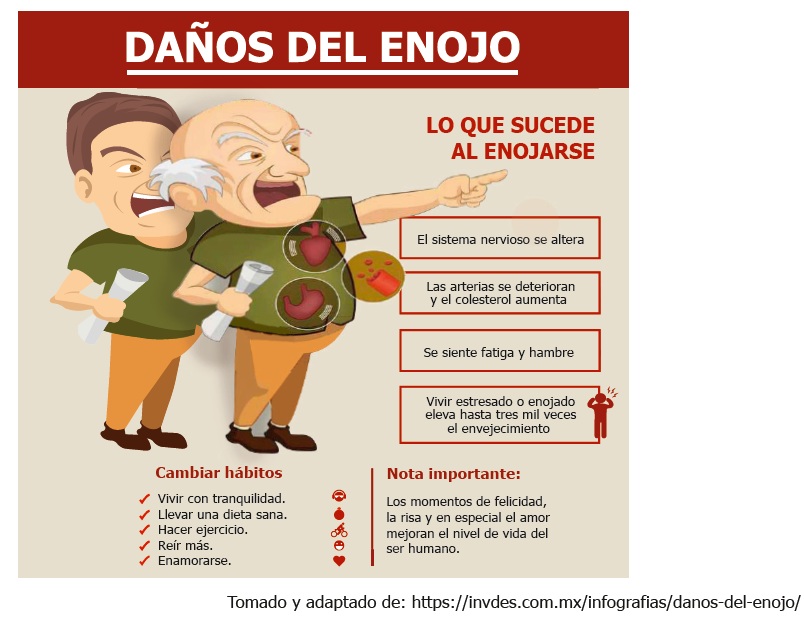 DAÑOS DEL ENOJO
LO QUE SUCEDE
AL ENOJARSE
El sistema nervioso se altera
Las arterias se deterioran
y el colesterol aumenta
Se siente fatiga y hambre
Vivir estresado o enojado
eleva hasta tres mil veces
el envejecimiento
Cambiar hábitos
Vivir con tranquilidad.
Llevar una dieta sana.
Hacer ejercicio.
Reír más.
Enamorarse.
Nota importante:
Los momentos de felicidad,
la risa y en especial el amor
mejoran el nivel de vida del
ser humano.
Tomado y adaptado de: https://invdes.com.mx/infografias/danos-del-enojo/